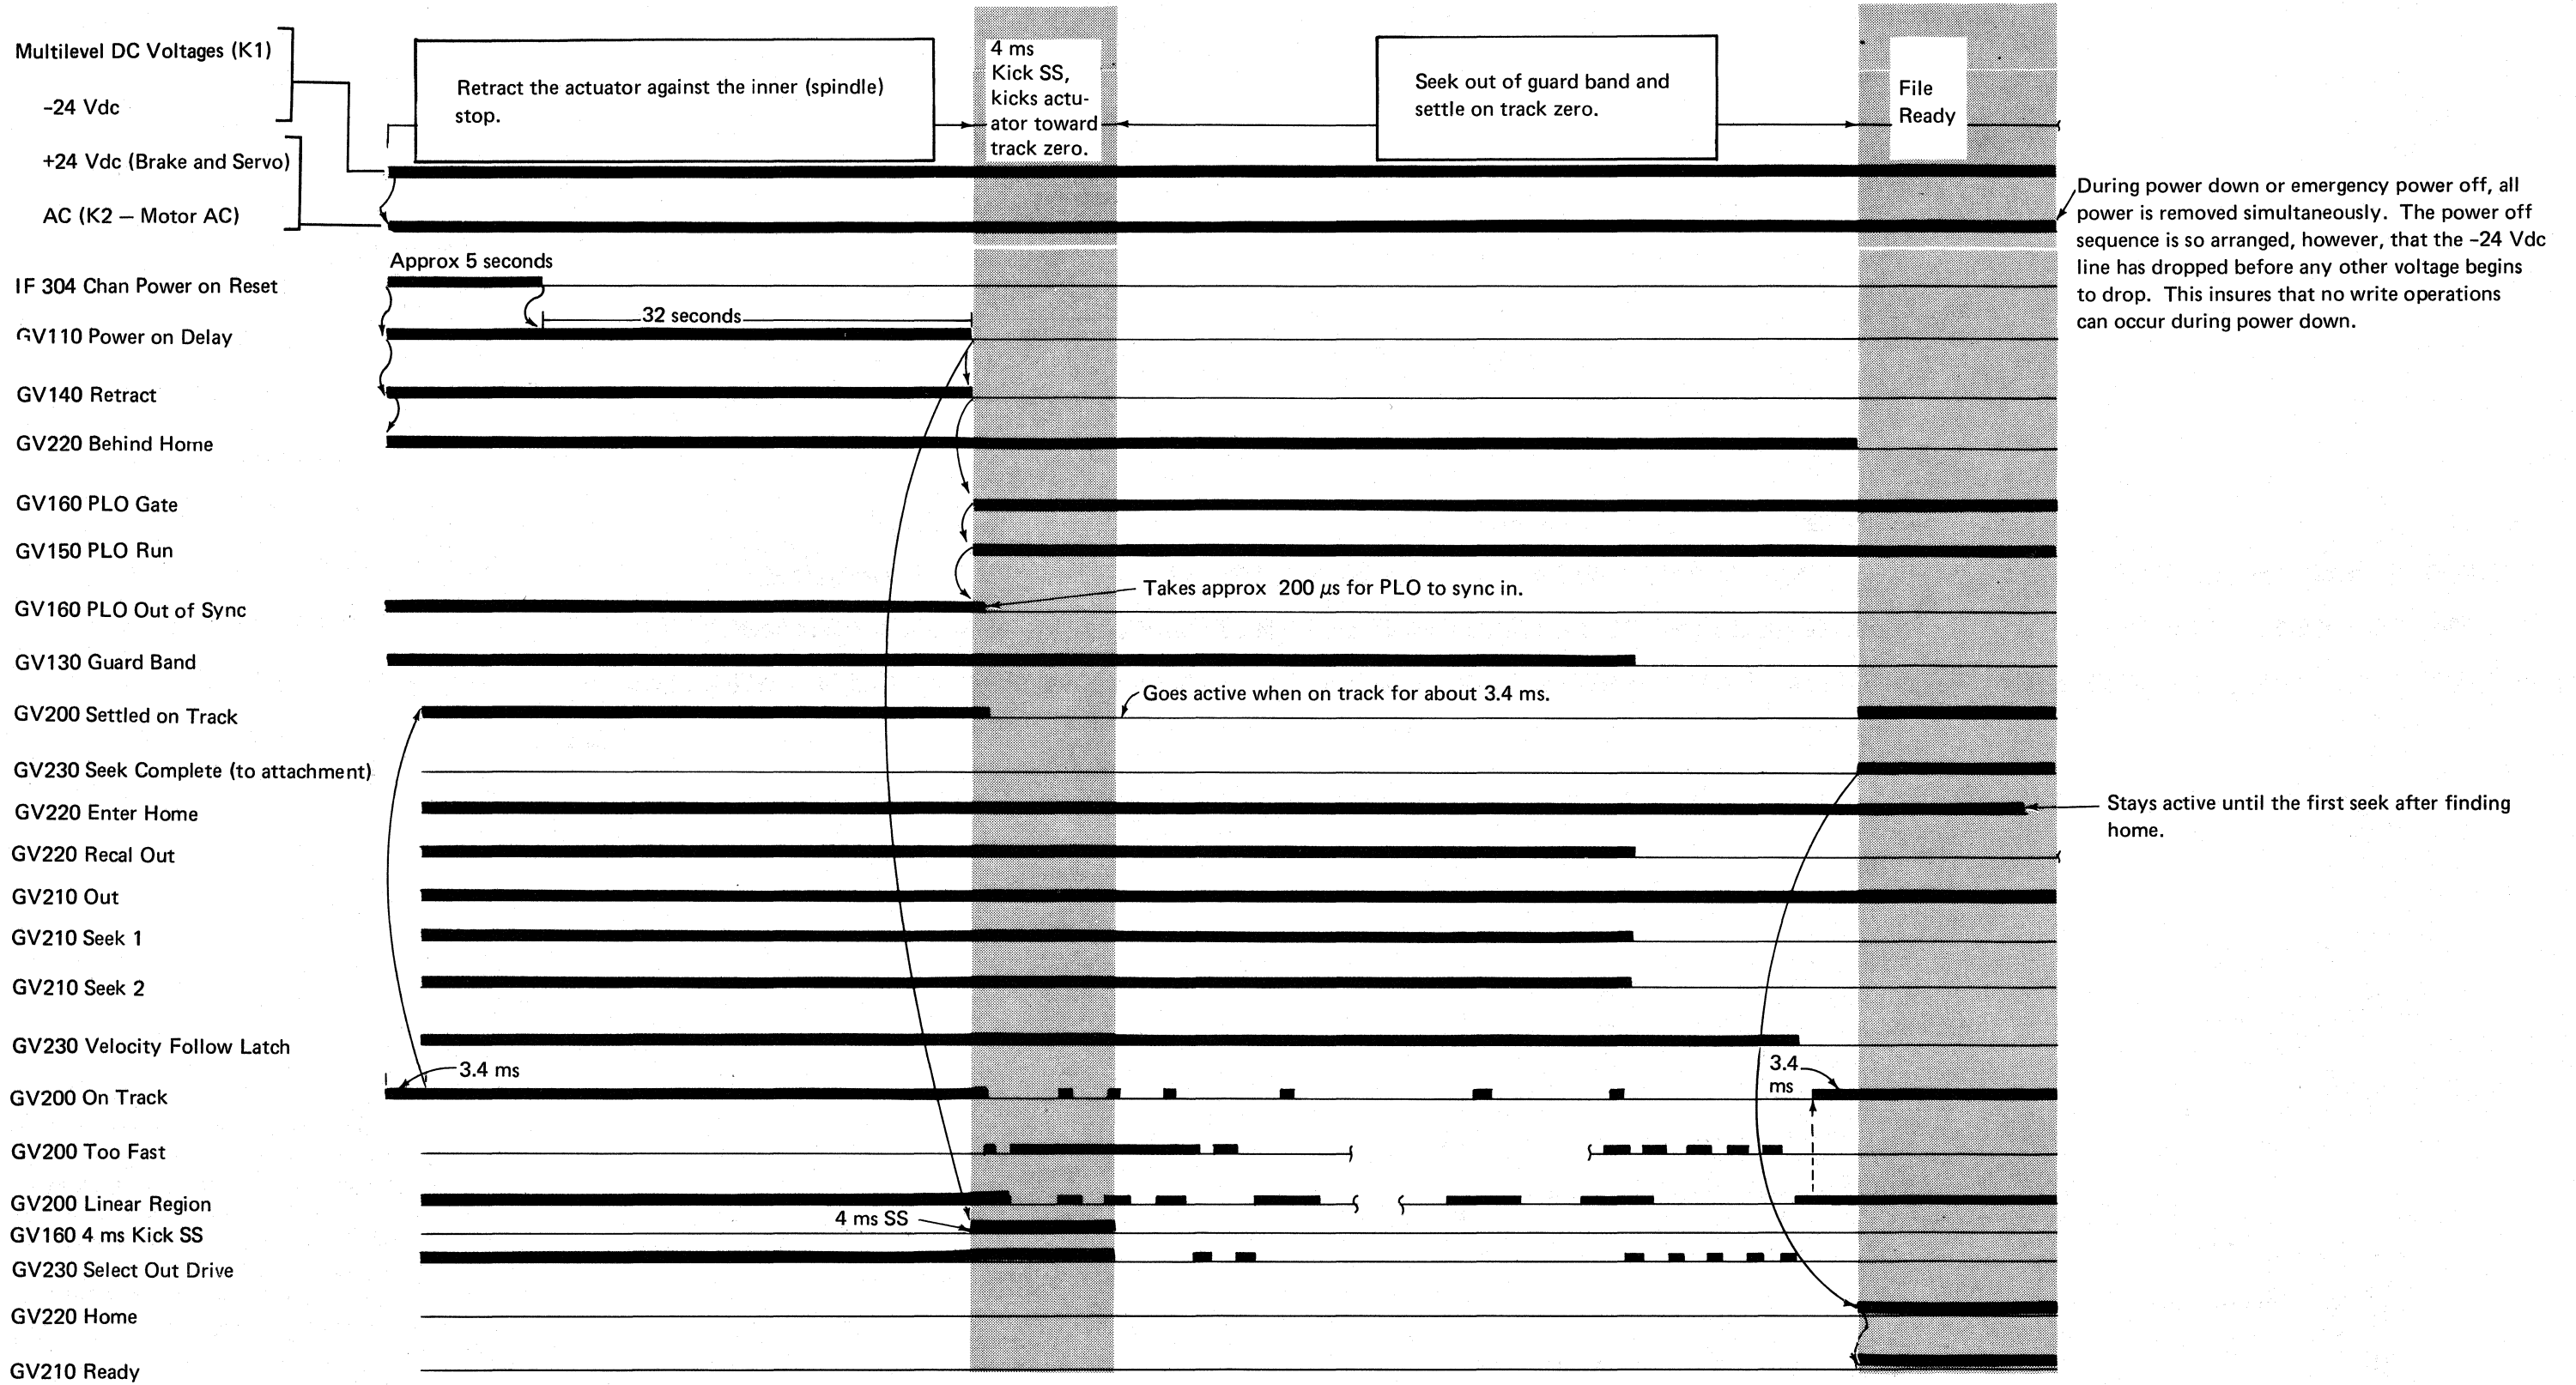 Multilevel DC Voltages (K1)
-24 Vdc
+24 Vdc (Brake and Servo)
AC (K2 — Motor AC)
Retract the actuator against the inner (spindle)
stop.
4 ms
Kick SS,
kicks actu-
ator toward
track zero.
Seek out of guard band and
settle on track zero.
File
Ready
During power down or emergency power off, all
power is removed simultaneously. The power off
sequence is so arranged, however, that the -24 Vdc
line has dropped before any other voltage begins
to drop. This insures that no write operations
can occur during power down.
Approx 5 seconds
IF 304 Chan Power on Reset
32 seconds
GV110 Power on Delay
GV140 Retract
GV220 Behind Home
GV160 PLO Gate
GV150 PLO Run
Takes approx 200 µs for PLO to sync in.
GV160 PLO Out of Sync
GV130 Guard Band
Goes active when on track for about 3.4 ms.
GV200 Settled on Track
GV230 Seek Complete (to attachment)
GV220 Enter Home
Stays active until the first seek after finding
home.
GV220 Recal Out
GV210 Out
GV210 Seek 1
GV210 Seek 2
GV230 Velocity Follow Latch
3.4 ms
3.4
ms
GV200 On Track
GV200 Too Fast
GV200 Linear Region
4 ms SS
GV160 4 ms Kick SS
GV230 Select Out Drive
GV220 Home
GV210 Ready